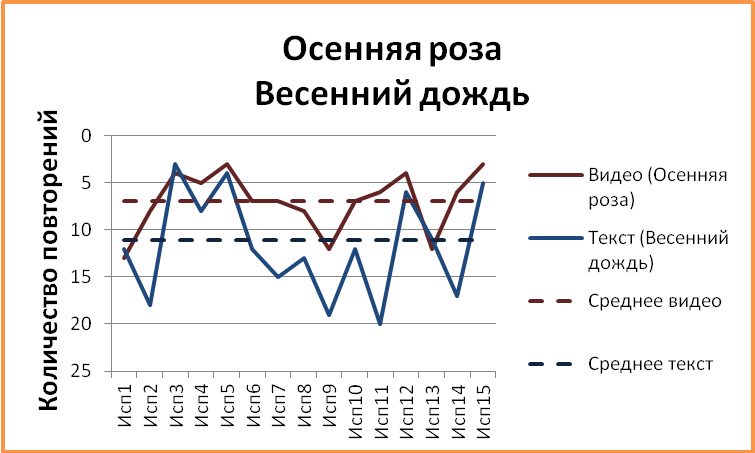 Осенняя роза
Весенний дождь
Количество повторений
0
5
10
15
20
25
Исп1
Исп2
Исп3
Исп4
Исп5
Исп6
Исп7
Исп8
Исп9
Исп10
Исп11
Исп12
Исп13
Исп14
Исп15
Видео (Осенняя
роза)
Текст (Весенний
дождь)
Среднее видео
Среднее текст